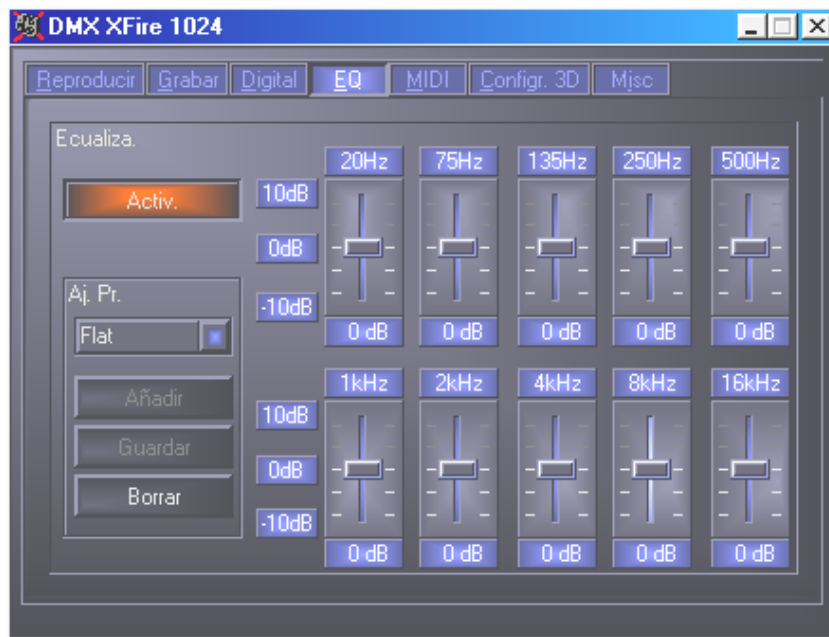 DMX XFire 1024
Reproducir Grabar Digital EQ MIDI Configr. 3D Misc
Ecualiza.
20Hz 75Hz 135Hz 250Hz 500Hz
Activ.
10dB
0dB
-10dB
0 dB 0 dB 0 dB 0 dB 0 dB
Aj. Pr.
Flat
Añadir
Guardar
Borrar
1kHz 2kHz 4kHz 8kHz 16kHz
10dB
0dB
-10dB
0 dB 0 dB 0 dB 0 dB 0 dB